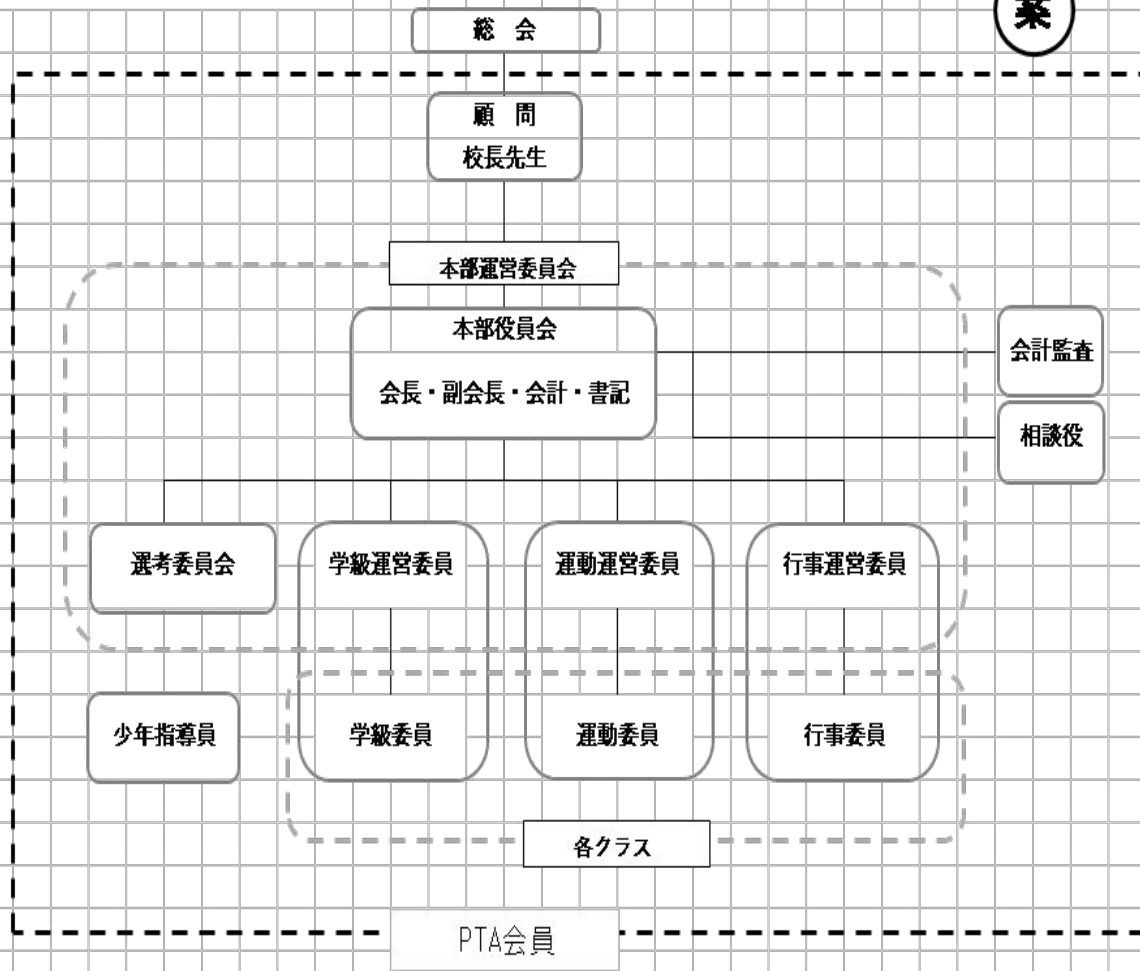 案
総　会
顧　問
校長先生
本部運営委員会
本部役員会
会長・副会長・会計・書記
会計監査
相談役
選考委員会
学級運営委員
運動運営委員
行事運営委員
少年指導員
学級委員
運動委員
行事委員
各クラス
PTA会員